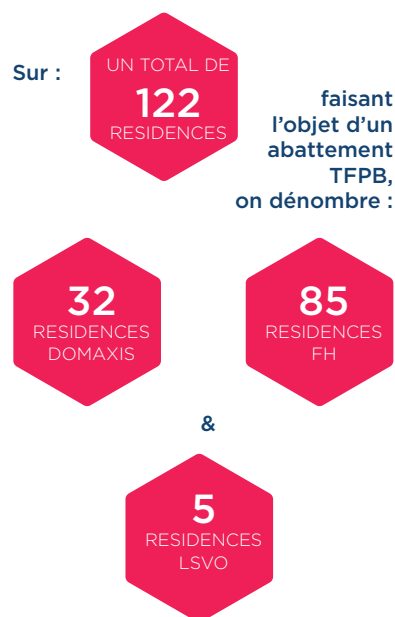 Sur :
UN TOTAL DE
122
RESIDENCES
faisant
l'objet d'un
abattement
TFPB,
on dénombre :
32
RESIDENCES
DOMAXIS
85
RESIDENCES
FH
&
5
RESIDENCES
LSVO